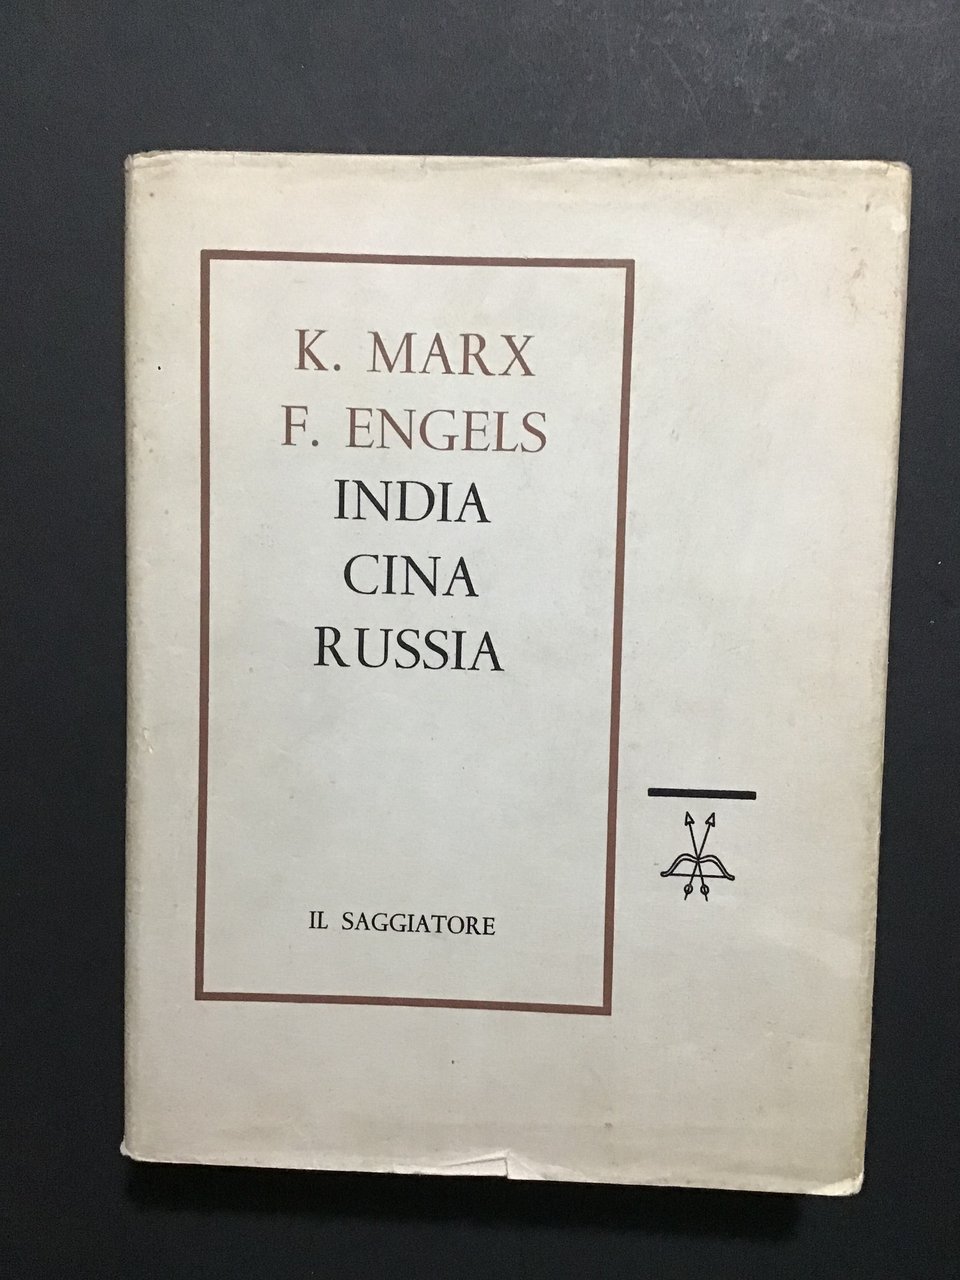 K. MARX
F. ENGELS
INDIA
CINA
RUSSIA
IL SAGGIATORE